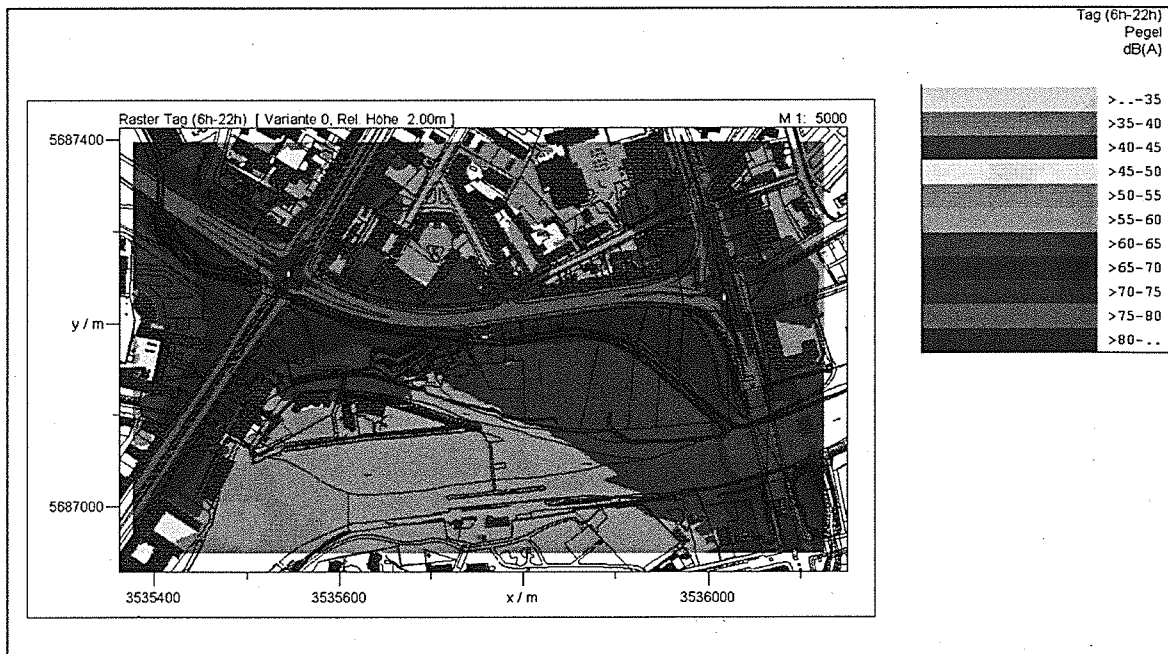 Tag (6h-22h)
Pegel
dB(A)
>..-35
>35-40
>40-45
>45-50
>50-55
>55-60
>60-65
>65-70
>70-75
>75-80
>80-..
Raster Tag (6h-22h) [ Variante 0, Rel. Höhe 2.00m ]
M 1: 5000
5687400
y / m
5687000
3535400
3535600
x / m
3536000